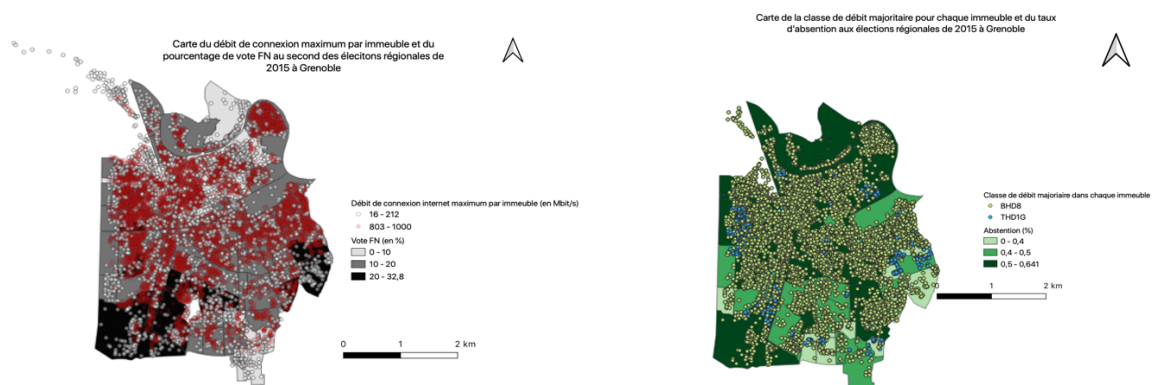 Carte du débit de connexion maximum par immeuble et du
pourcentage de vote FN au second des élecitons régionales de
2015 à Grenoble
Débit de connexion internet maximum par immeuble (en Mbit/s)
16 - 212
803 - 1000
Vote FN (en %)
0 - 10
10 - 20
20 - 32,8
0 1 2 km
Carte de la classe de débit majoritaire pour chaque immeuble et du taux
d'absention aux élections régionales de 2015 à Grenoble
Classe de débit majoriaire dans chaque immeuble
BHD8
THD1G
Abstention (%)
0 - 0,4
0,4 - 0,5
0,5 - 0,641
0 1 2 km